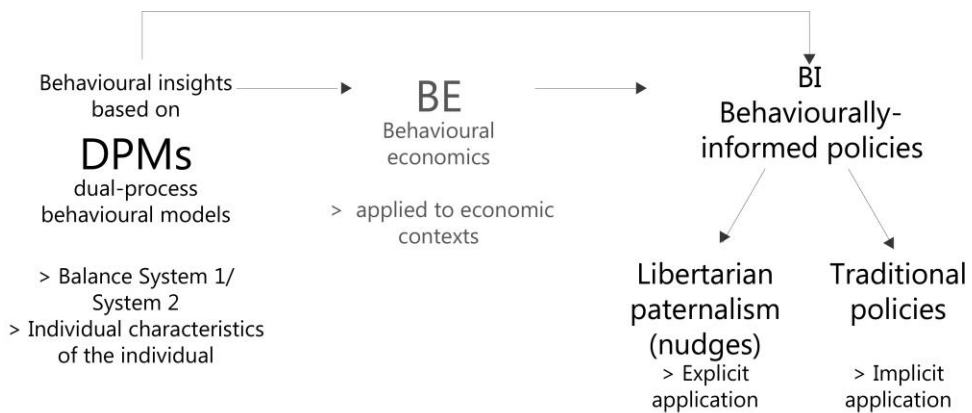 Behavioural insights
based on
DPMs
dual-process
behavioural models
> Balance System 1/
System 2
> Individual characteristics
of the individual
BE
Behavioural
economics
> applied to economic
contexts
BI
Behaviourally-
informed policies
Libertarian
paternalism
(nudges)
> Explicit
application
Traditional
policies
> Implicit
application